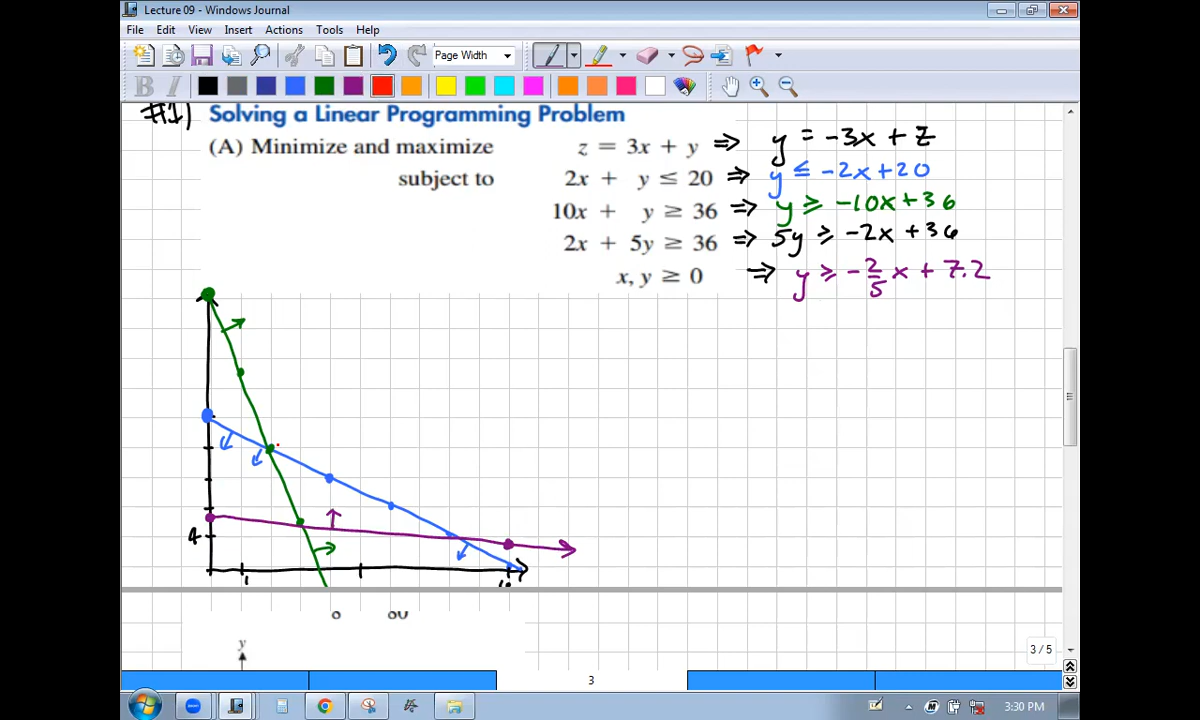 Lecture 09 - Windows Journal
File Edit View Insert Actions Tools Help
Page Width
B I
#1) Solving a Linear Programming Problem
(A) Minimize and maximize z = 3x + y ⇒ y = -3x + z
subject to 2x + y ≤ 20 ⇒ y ≤ -2x+20
10x + y ≥ 36 ⇒ y ≥ -10x+36
2x + 5y ≥ 36 ⇒ 5y ≥ -2x +36
x, y ≥ 0 ⇒ y ≥ -2/5 x + 7.2
4
1
y
3 / 5
3
3:30 PM